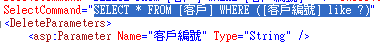 SelectCommand="SELECT * FROM [客戶] WHERE ([客戶編號] like ?)"
<DeleteParameters>
<asp:Parameter Name="客戶編號" Type="String" />